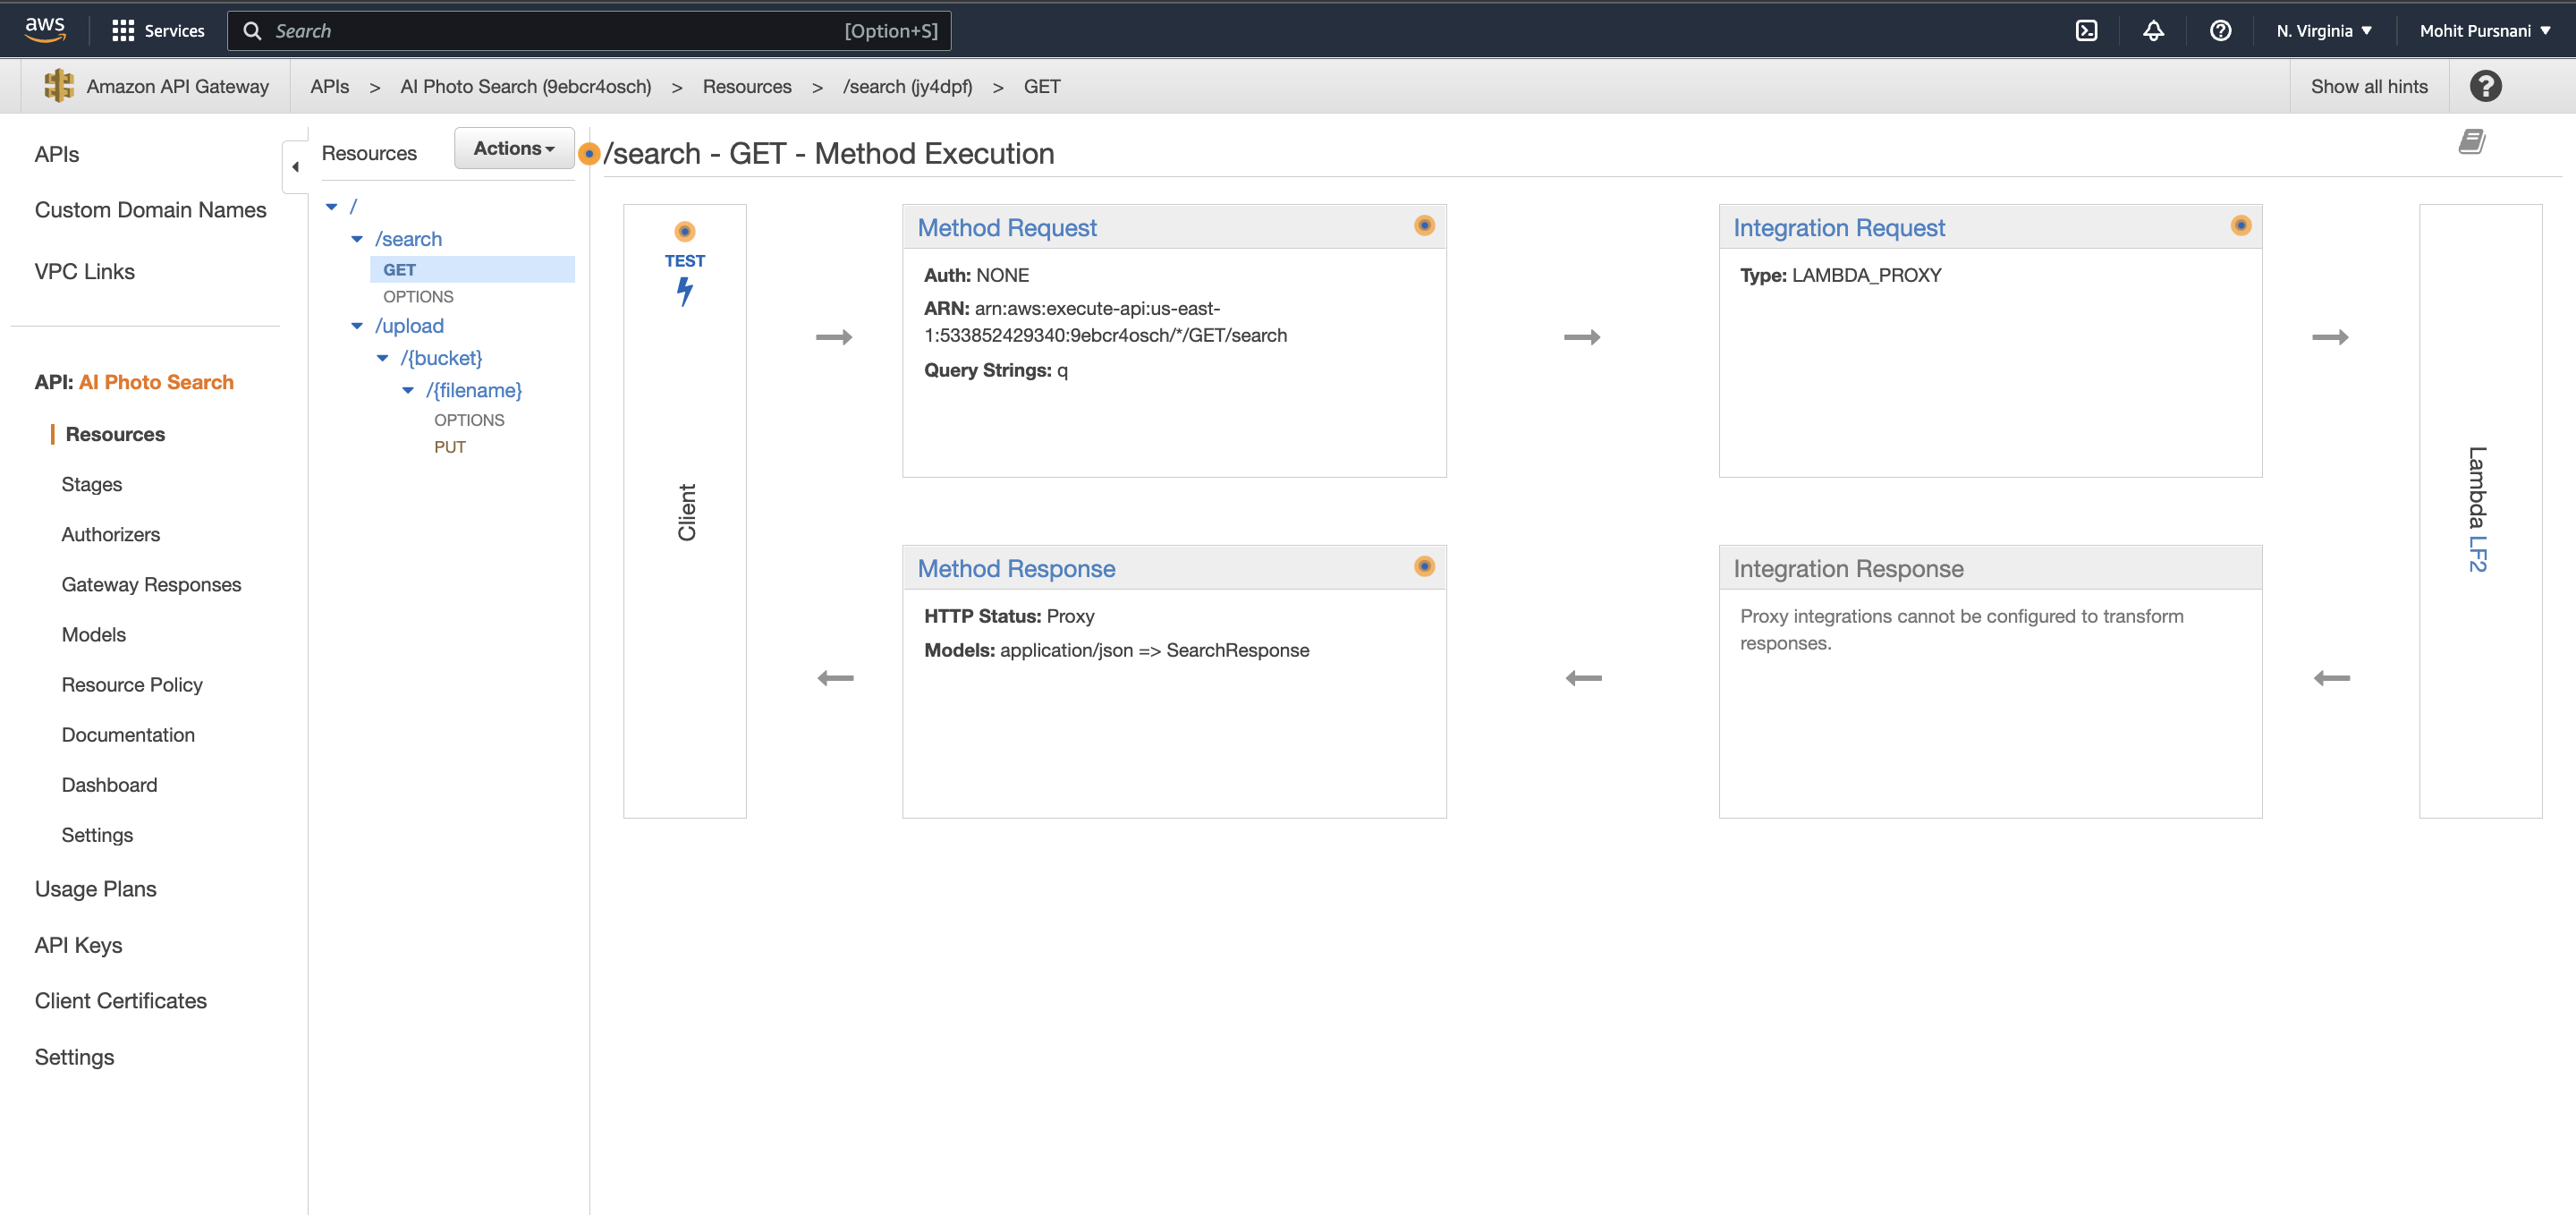 aws
Services
Search
[Option+S]
N. Virginia ▼
Mohit Pursnani ▼
Amazon API Gateway
APIs > AI Photo Search (9ebcr4osch) > Resources > /search (jy4dpf) > GET
Show all hints
?
APIs
Custom Domain Names
VPC Links
API: AI Photo Search
Resources
Stages
Authorizers
Gateway Responses
Models
Resource Policy
Documentation
Dashboard
Settings
Usage Plans
API Keys
Client Certificates
Settings
Resources
Actions
/
/search
GET
OPTIONS
/upload
/{bucket}
/{filename}
OPTIONS
PUT
/search - GET - Method Execution
TEST
Client
Method Request
Auth: NONE
ARN: arn:aws:execute-api:us-east-
1:533852429340:9ebcr4osch/*/GET/search
Query Strings: q
Integration Request
Type: LAMBDA_PROXY
Lambda LF2
Method Response
HTTP Status: Proxy
Models: application/json => SearchResponse
Integration Response
Proxy integrations cannot be configured to transform
responses.